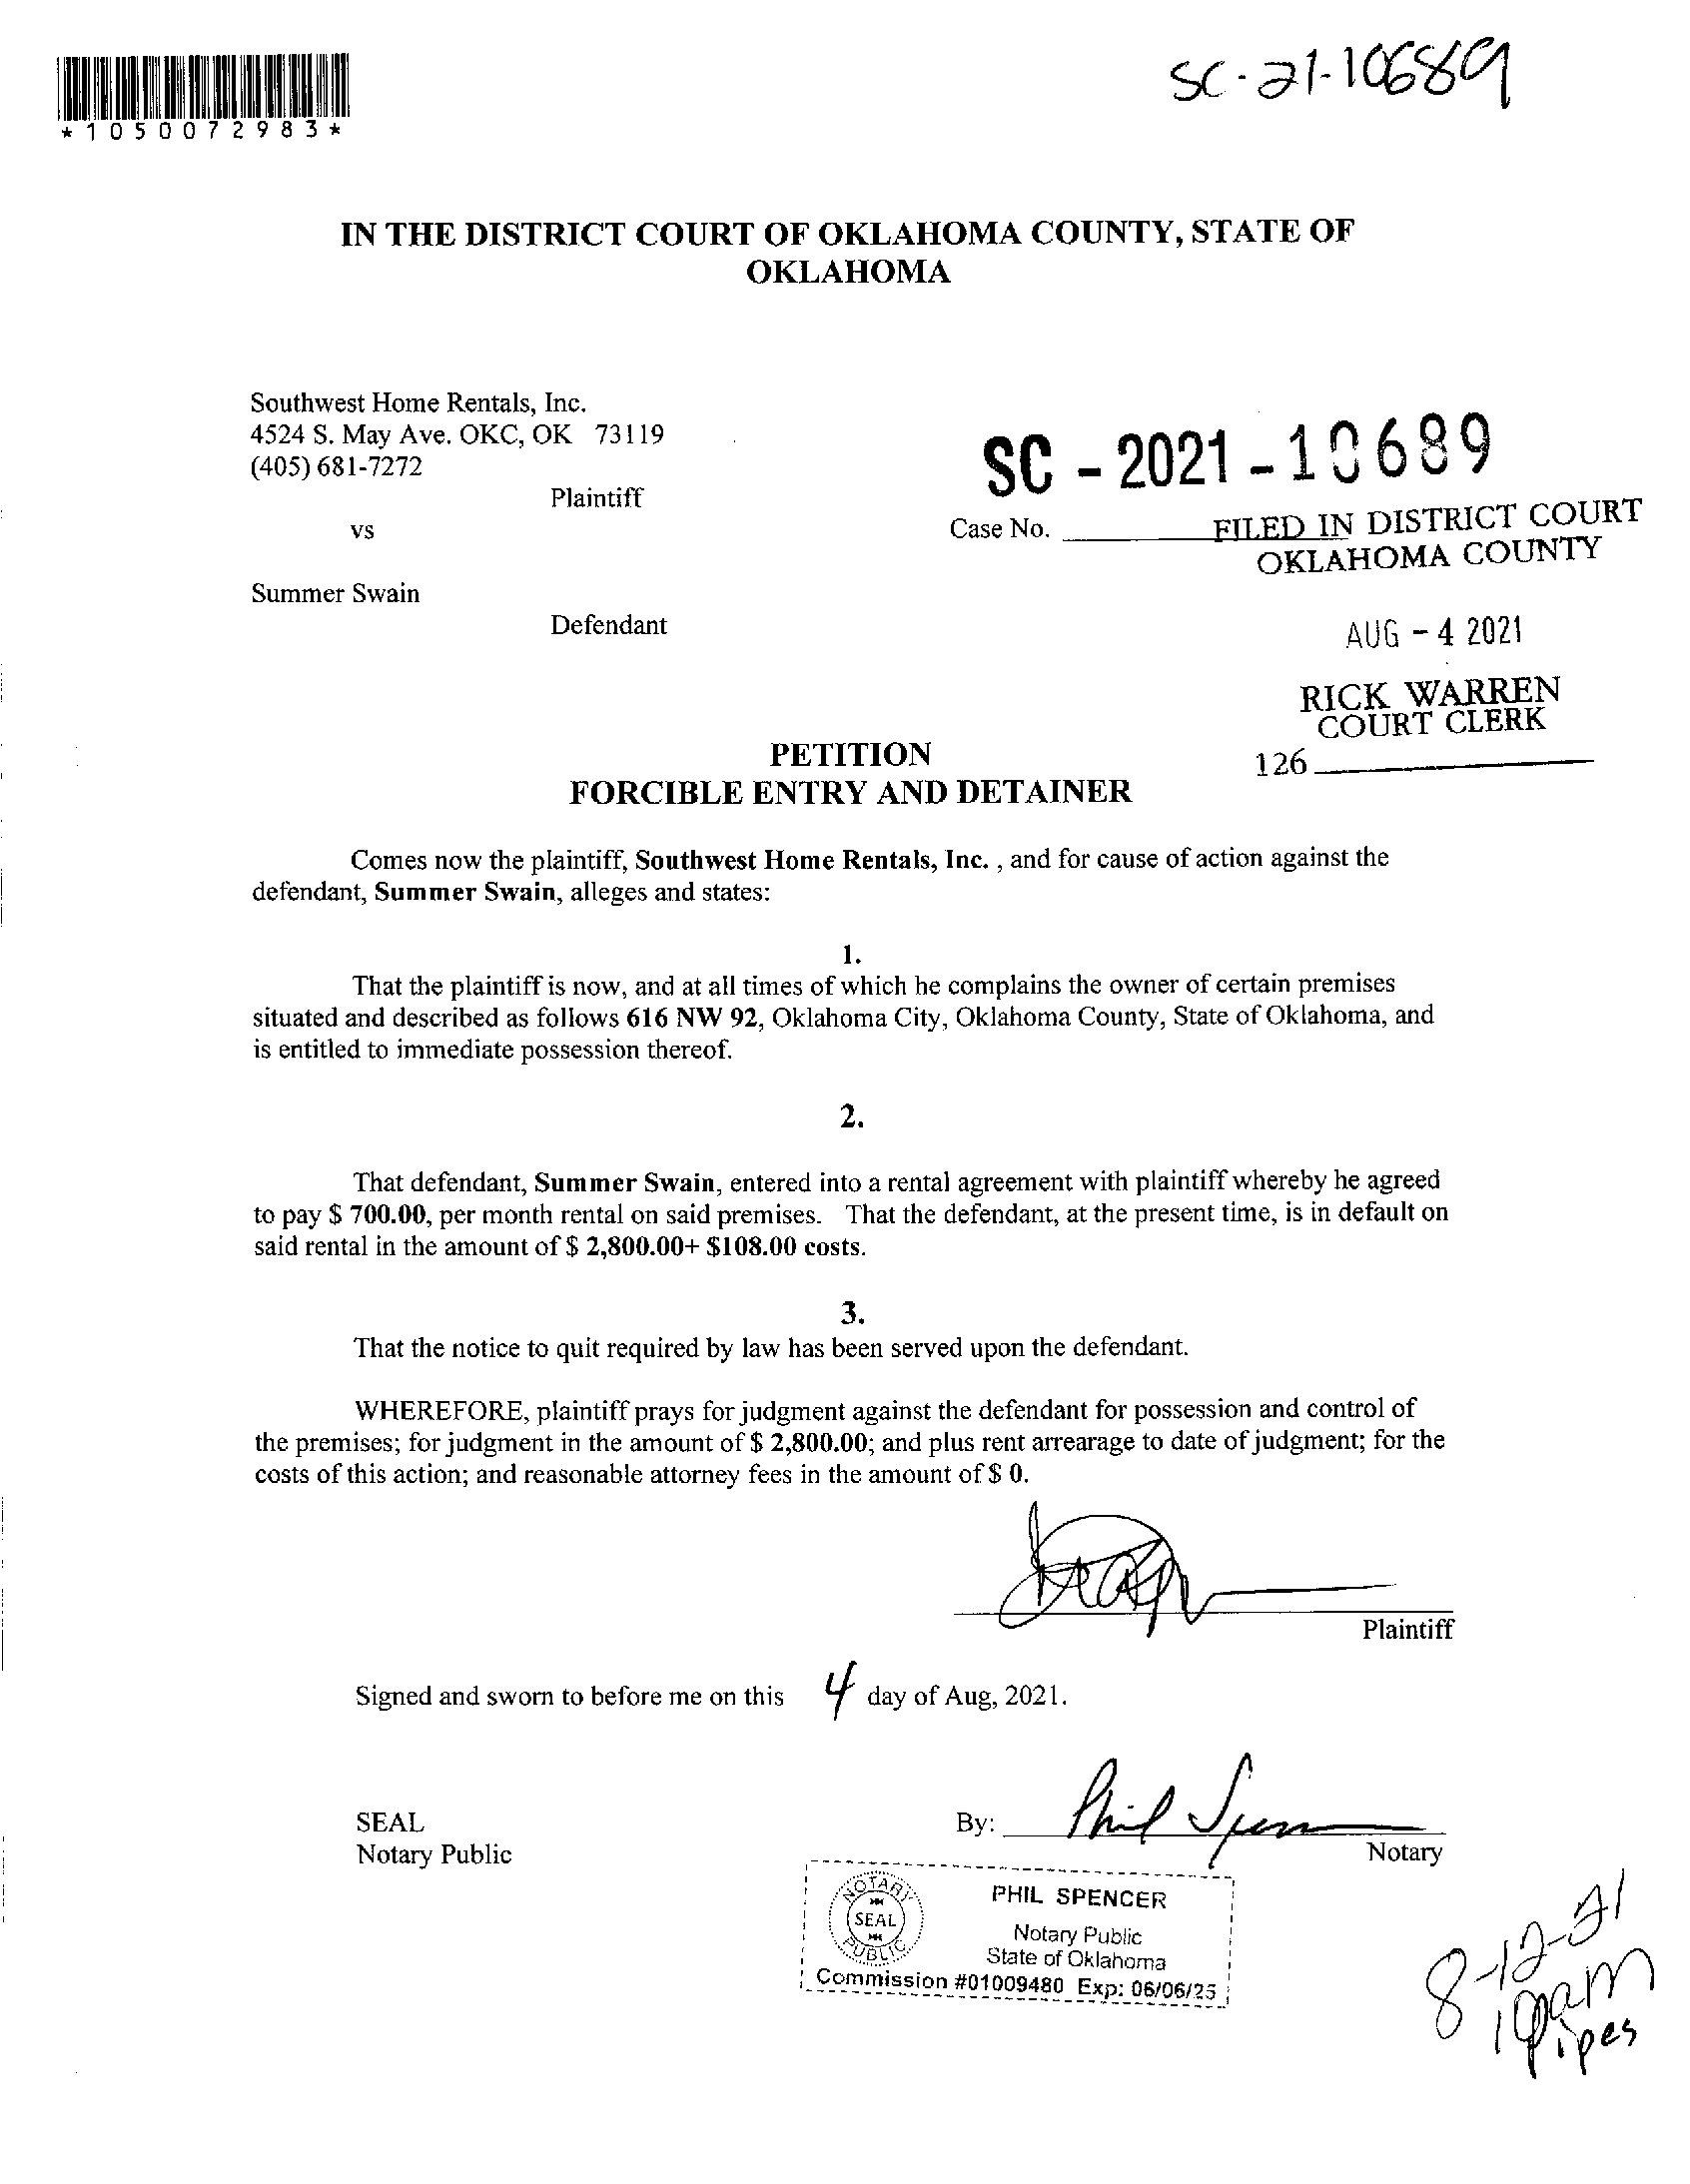 SC-21-10689
*1050072983*
IN THE DISTRICT COURT OF OKLAHOMA COUNTY, STATE OF
OKLAHOMA
Southwest Home Rentals, Inc.
4524 S. May Ave. OKC, OK 73119
(405) 681-7272
Plaintiff
vs
Summer Swain
Defendant
SC - 2021 - 10689
Case No.
FILED IN DISTRICT COURT
OKLAHOMA COUNTY
AUG - 4 2021
RICK WARREN
COURT CLERK
126
PETITION
FORCIBLE ENTRY AND DETAINER
Comes now the plaintiff, Southwest Home Rentals, Inc. , and for cause of action against the
defendant, Summer Swain, alleges and states:
1.
That the plaintiff is now, and at all times of which he complains the owner of certain premises
situated and described as follows 616 NW 92, Oklahoma City, Oklahoma County, State of Oklahoma, and
is entitled to immediate possession thereof.
2.
That defendant, Summer Swain, entered into a rental agreement with plaintiff whereby he agreed
to pay $ 700.00, per month rental on said premises. That the defendant, at the present time, is in default on
said rental in the amount of $ 2,800.00+ $108.00 costs.
3.
That the notice to quit required by law has been served upon the defendant.
WHEREFORE, plaintiff prays for judgment against the defendant for possession and control of
the premises; for judgment in the amount of $ 2,800.00; and plus rent arrearage to date of judgment; for the
costs of this action; and reasonable attorney fees in the amount of $ 0.
Plaintiff
Signed and sworn to before me on this 4 day of Aug, 2021.
SEAL
Notary Public
By: Phil Spencer
Notary
NOTARY
SEAL
PUBLIC
PHIL SPENCER
Notary Public
State of Oklahoma
Commission #01009480 Exp: 06/06/25
8-12-21
10am
Pipes